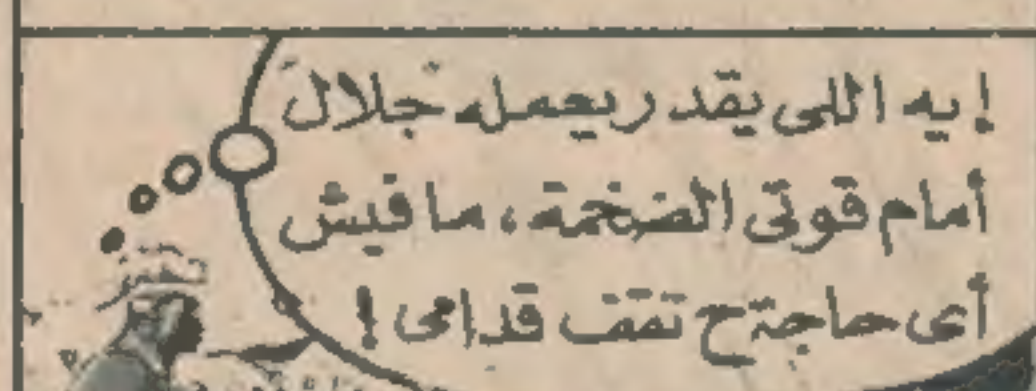 إيه اللى يقدر يعمله جلال
أمام قوتى الضخمة، مافيش
أى حاجة ح تقف قدامى!